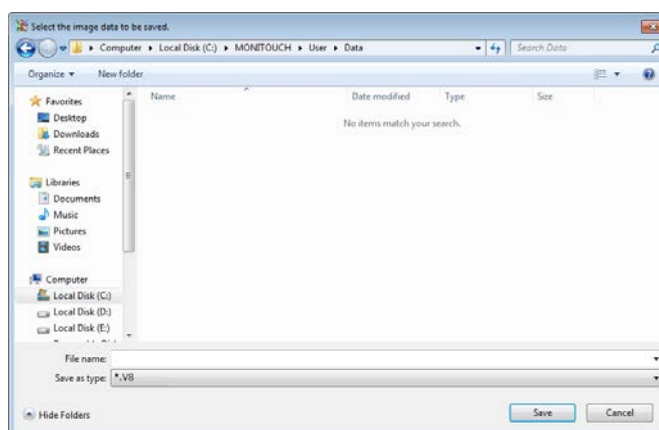 Select the image data to be saved.
Computer Local Disk (C:) MONITOUCH User Data Search Data
Organize New folder
Favorites
Desktop
Downloads
Recent Places
Libraries
Documents
Music
Pictures
Videos
Computer
Local Disk (C:)
Local Disk (D:)
Local Disk (E:)
Name Date modified Type Size
No items match your search.
File name:
Save as type: *.V8
Hide Folders Save Cancel